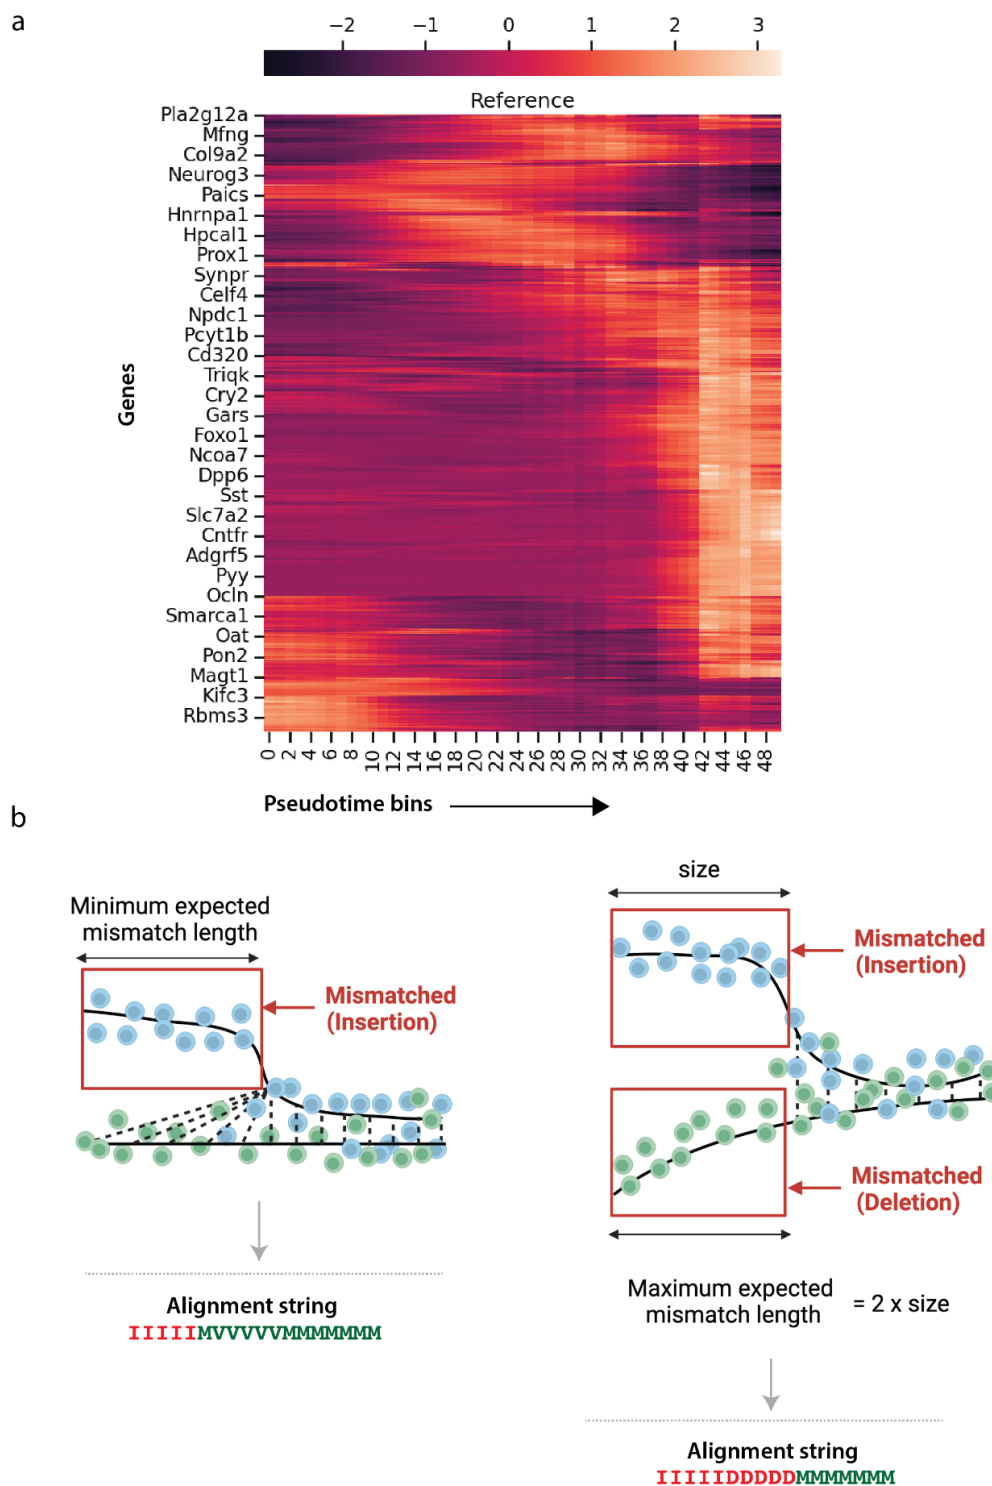 a
−2 −1 0 1 2 3
Reference
Pla2g12a
Mfng
Col9a2
Neurog3
Paics
Hnrnpa1
Hpcal1
Prox1
Synpr
Celf4
Npdc1
Pcyt1b
Cd320
Triqk
Cry2
Gars
Foxo1
Ncoa7
Dpp6
Sst
Slc7a2
Cntfr
Adgrf5
Pyy
Ocln
Smarca1
Oat
Pon2
Magt1
Kifc3
Rbms3
Genes
0 2 4 6 8 10 12 14 16 18 20 22 24 26 28 30 32 34 36 38 40 42 44 46 48
Pseudotime bins
b
Minimum expected
mismatch length
Mismatched
(Insertion)
Alignment string
IIIIIMVVVVVMMMMMMM
size
Mismatched
(Insertion)
Mismatched
(Deletion)
Maximum expected
mismatch length
= 2 x size
Alignment string
IIIIIDDDDDMMMMMMM